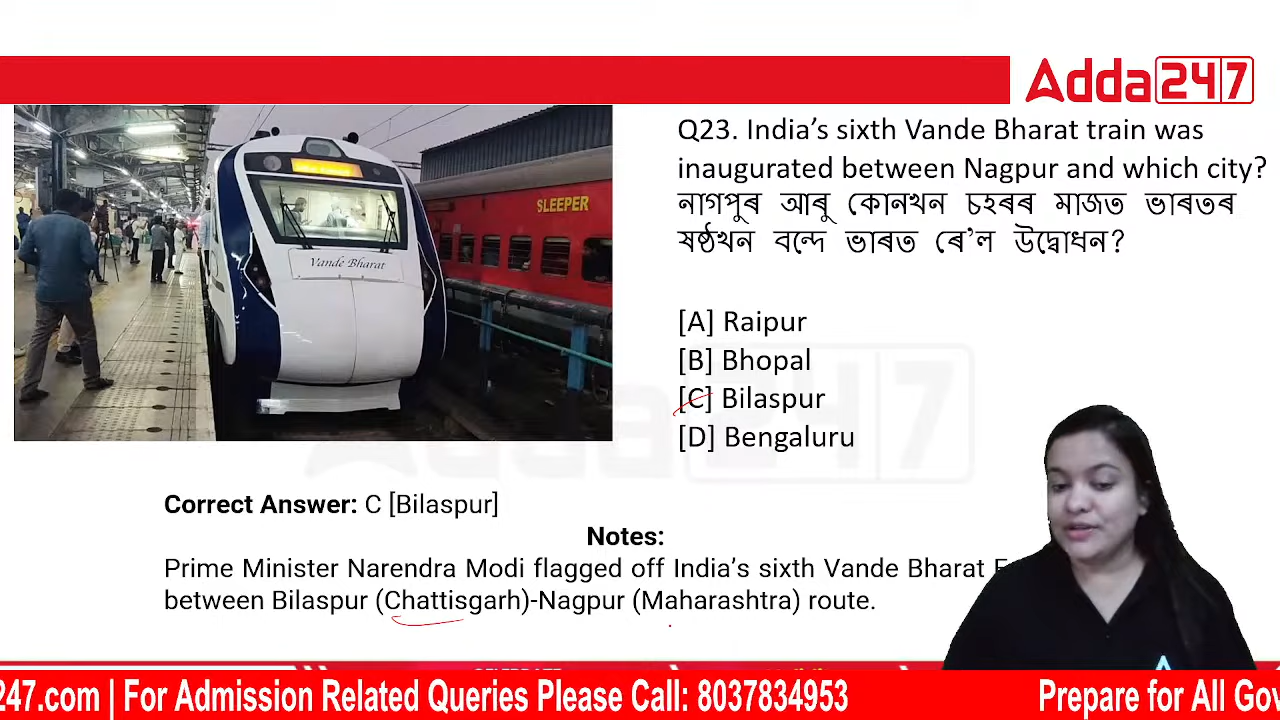 Adda247
Q23. India’s sixth Vande Bharat train was
inaugurated between Nagpur and which city?
নাগপুৰ আৰু কোনখন চহৰৰ মাজত ভাৰতৰ
ষষ্ঠখন বন্দে ভাৰত ৰে’ল উদ্বোধন?
SLEEPER
Vande Bharat
[A] Raipur
[B] Bhopal
[C] Bilaspur
[D] Bengaluru
Adda247
Correct Answer: C [Bilaspur]
Notes:
Prime Minister Narendra Modi flagged off India’s sixth Vande Bharat
between Bilaspur (Chattisgarh)-Nagpur (Maharashtra) route.
247.com | For Admission Related Queries Please Call: 8037834953
Prepare for All